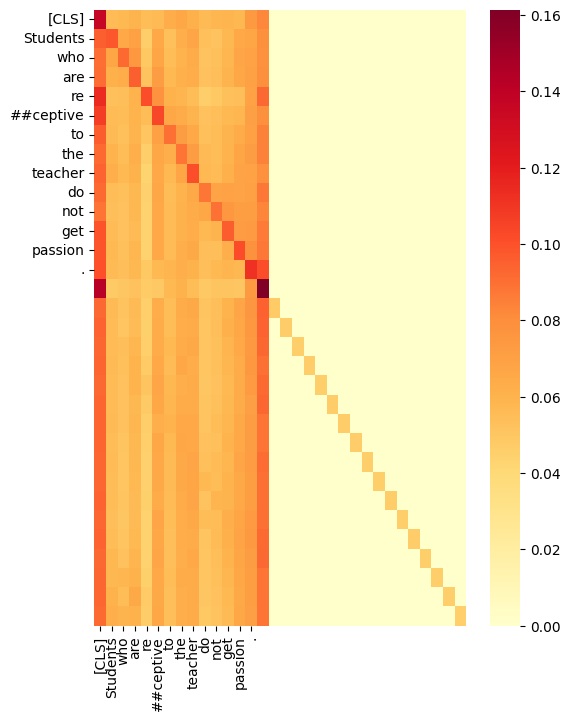 [CLS]
Students
who
are
re
##ceptive
to
the
teacher
do
not
get
passion
.
0.16
0.14
0.12
0.10
0.08
0.06
0.04
0.02
0.00
[CLS]
Students
who
are
re
##ceptive
to
the
teacher
do
not
get
passion
.